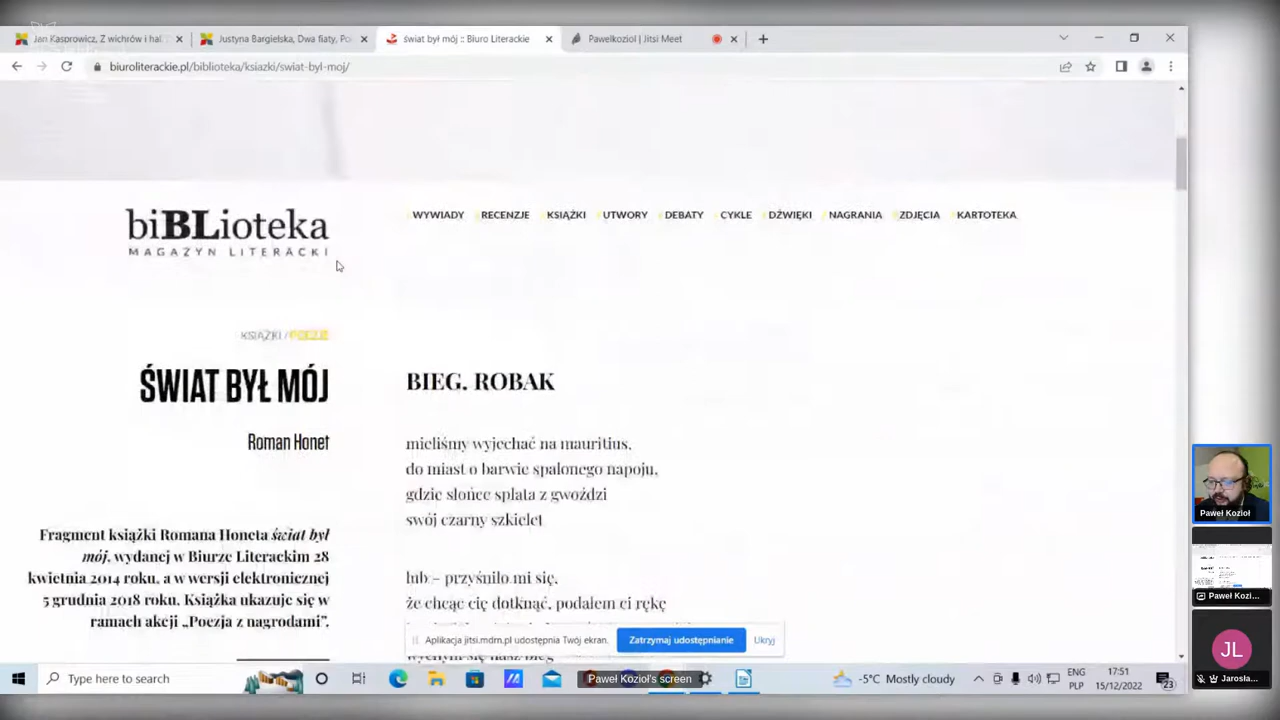 Jan Kasprowicz, Z wichrów i hal
Justyna Bargielska, Dwa fiaty, Po
świat był mój :: Biuro Literackie
Pawelkoziol | Jitsi Meet
biuroliterackie.pl/biblioteka/ksiazki/swiat-byl-moj/
biBLioteka
MAGAZYN LITERACKI
WYWIADY RECENZJE KSIĄŻKI UTWORY DEBATY CYKLE DŹWIĘKI NAGRANIA ZDJĘCIA KARTOTEKA
KSIĄŻKI / POEZJE
ŚWIAT BYŁ MÓJ
Roman Honet
Fragment książki Romana Honeta świat był
mój, wydanej w Biurze Literackim 28
kwietnia 2014 roku, a w wersji elektronicznej
5 grudnia 2018 roku. Książka ukazuje się w
ramach akcji „Poezja z nagrodami”.
BIEG. ROBAK
mieliśmy wyjechać na mauritius,
do miast o barwie spalonego napoju,
gdzie słońce splata z gwoździ
swój czarny szkielet
lub – przyśniło mi się,
że chcąc cię dotknąć, podałem ci rękę
Aplikacja jitsi.mdm.pl udostępnia Twój ekran.
Zatrzymaj udostępnianie
Ukryj
Paweł Kozioł
Paweł Kozi...
JL
Jarosła...
Type here to search
Paweł Kozioł's screen
-5°C Mostly cloudy
ENG
PLP
17:51
15/12/2022
23